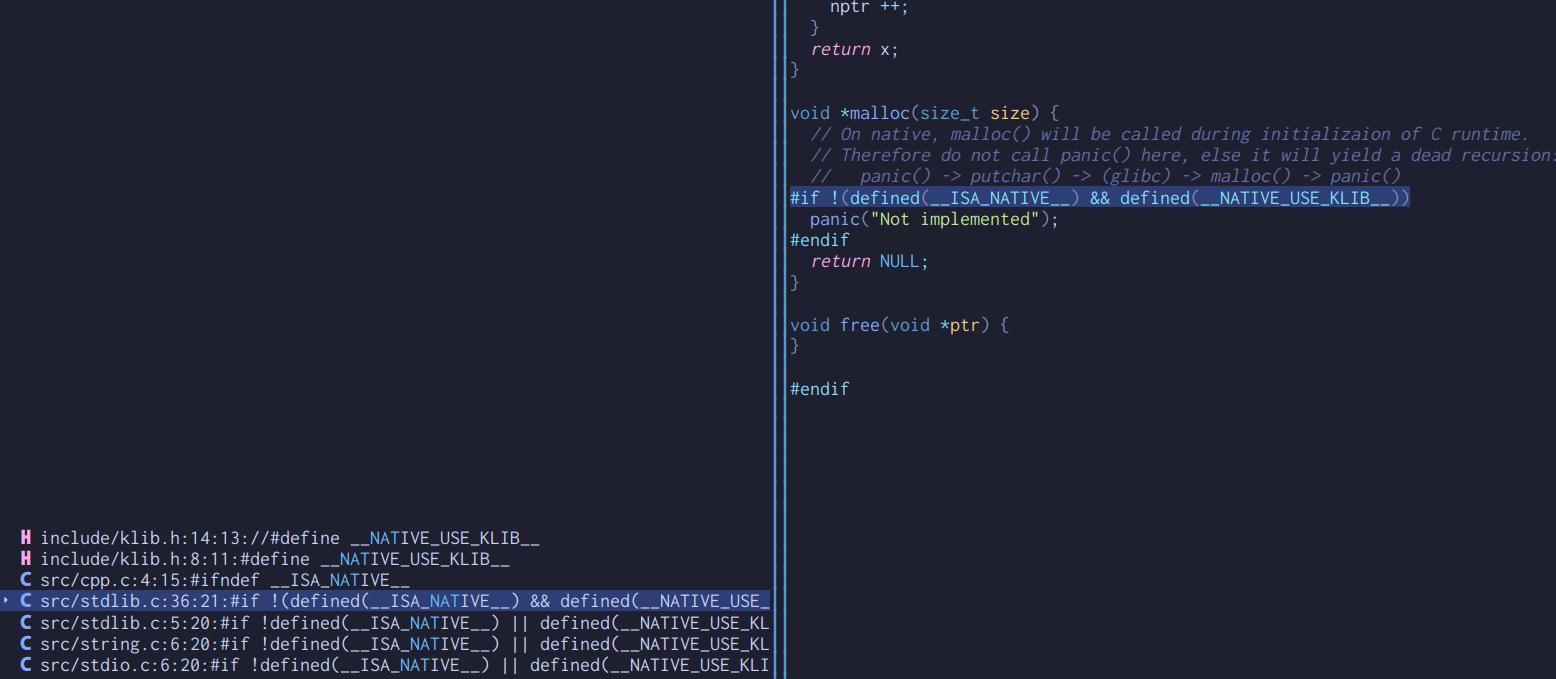 nptr ++;
}
return x;
}
void *malloc(size_t size) {
// On native, malloc() will be called during initializaion of C runtime.
// Therefore do not call panic() here, else it will yield a dead recursion:
//   panic() -> putchar() -> (glibc) -> malloc() -> panic()
#if !(defined(__ISA_NATIVE__) && defined(__NATIVE_USE_KLIB__))
panic("Not implemented");
#endif
return NULL;
}
void free(void *ptr) {
}
#endif
H include/klib.h:14:13://#define __NATIVE_USE_KLIB__
H include/klib.h:8:11:#define __NATIVE_USE_KLIB__
C src/cpp.c:4:15:#ifndef __ISA_NATIVE__
C src/stdlib.c:36:21:#if !(defined(__ISA_NATIVE__) && defined(__NATIVE_USE_
C src/stdlib.c:5:20:#if !defined(__ISA_NATIVE__) || defined(__NATIVE_USE_KL
C src/string.c:6:20:#if !defined(__ISA_NATIVE__) || defined(__NATIVE_USE_KL
C src/stdio.c:6:20:#if !defined(__ISA_NATIVE__) || defined(__NATIVE_USE_KLI